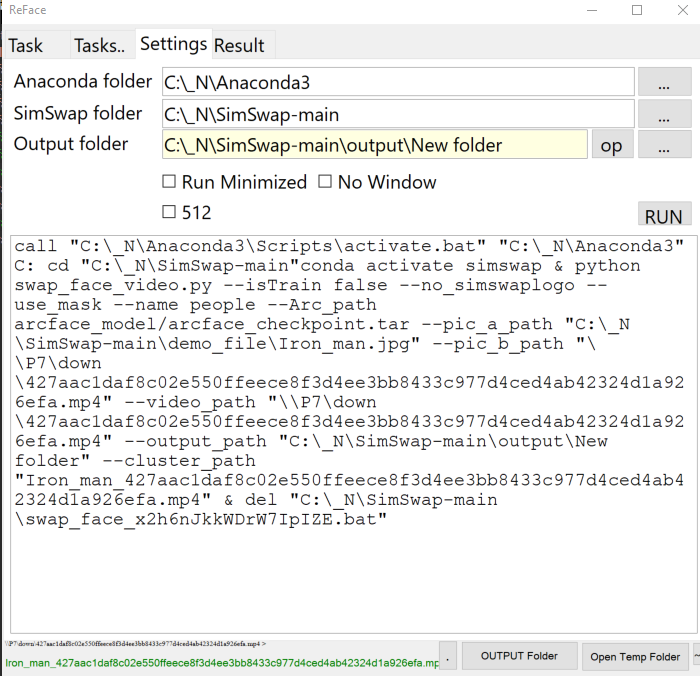 ReFace
Task Tasks.. Settings Result
Anaconda folder C:\_N\Anaconda3 ...
SimSwap folder C:\_N\SimSwap-main ...
Output folder C:\_N\SimSwap-main\output\New folder op ...
Run Minimized No Window
512 RUN
call "C:\_N\Anaconda3\Scripts\activate.bat" "C:\_N\Anaconda3"
C: cd "C:\_N\SimSwap-main"conda activate simswap & python
swap_face_video.py --isTrain false --no_simswaplogo --
use_mask --name people --Arc_path
arcface_model/arcface_checkpoint.tar --pic_a_path "C:\_N
\SimSwap-main\demo_file\Iron_man.jpg" --pic_b_path "\
\P7\down
\427aac1daf8c02e550ffeece8f3d4ee3bb8433c977d4ced4ab42324d1a92
6efa.mp4" --video_path "\\P7\down
\427aac1daf8c02e550ffeece8f3d4ee3bb8433c977d4ced4ab42324d1a92
6efa.mp4" --output_path "C:\_N\SimSwap-main\output\New
folder" --cluster_path
"Iron_man_427aac1daf8c02e550ffeece8f3d4ee3bb8433c977d4ced4ab4
2324d1a926efa.mp4" & del "C:\_N\SimSwap-main
\swap_face_x2h6nJkkWDrW7IpIZE.bat"
\\P7\down\427aac1daf8c02e550ffeece8f3d4ee3bb8433c977d4ced4ab42324d1a926efa.mp4 >
Iron_man_427aac1daf8c02e550ffeece8f3d4ee3bb8433c977d4ced4ab42324d1a926efa.mp . OUTPUT Folder Open Temp Folder ~